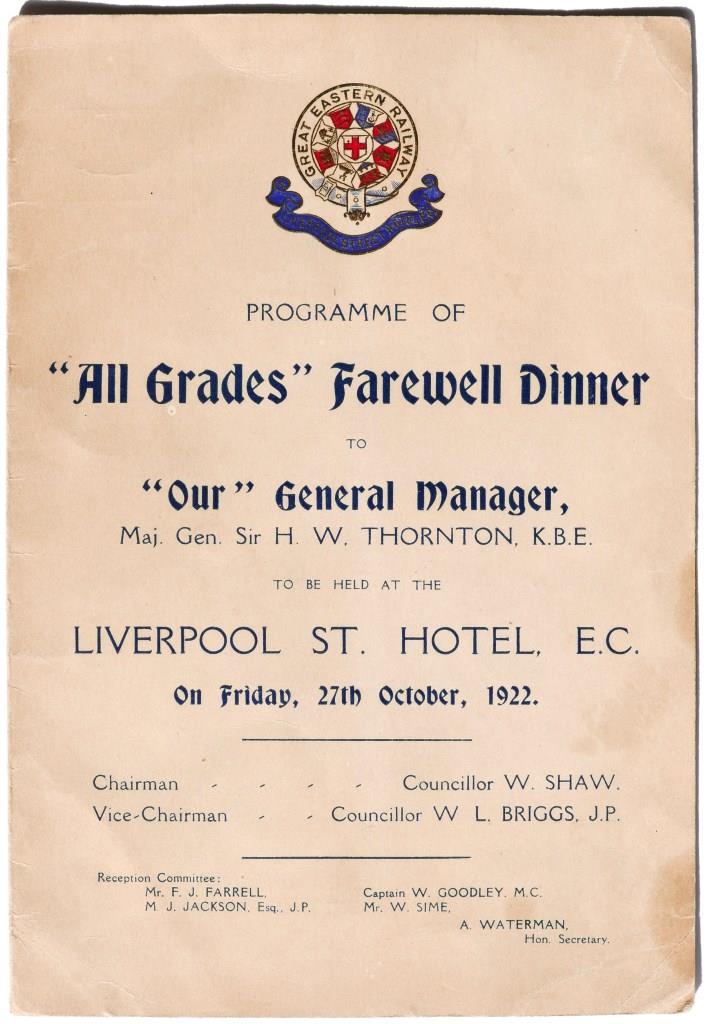 GREAT EASTERN RAILWAY
PROGRAMME OF
"All Grades" Farewell Dinner
TO
"Our" General Manager,
Maj. Gen. Sir H. W. THORNTON, K.B.E.
TO BE HELD AT THE
LIVERPOOL ST. HOTEL, E.C.
On Friday, 27th October, 1922.
Chairman - - - - Councillor W. SHAW.
Vice-Chairman - - Councillor W L. BRIGGS, J.P.
Reception Committee:
Mr. F. J. FARRELL, Captain W. GOODLEY, M.C.
M. J. JACKSON, Esq., J.P. Mr. W. SIME,
A. WATERMAN,
Hon. Secretary.